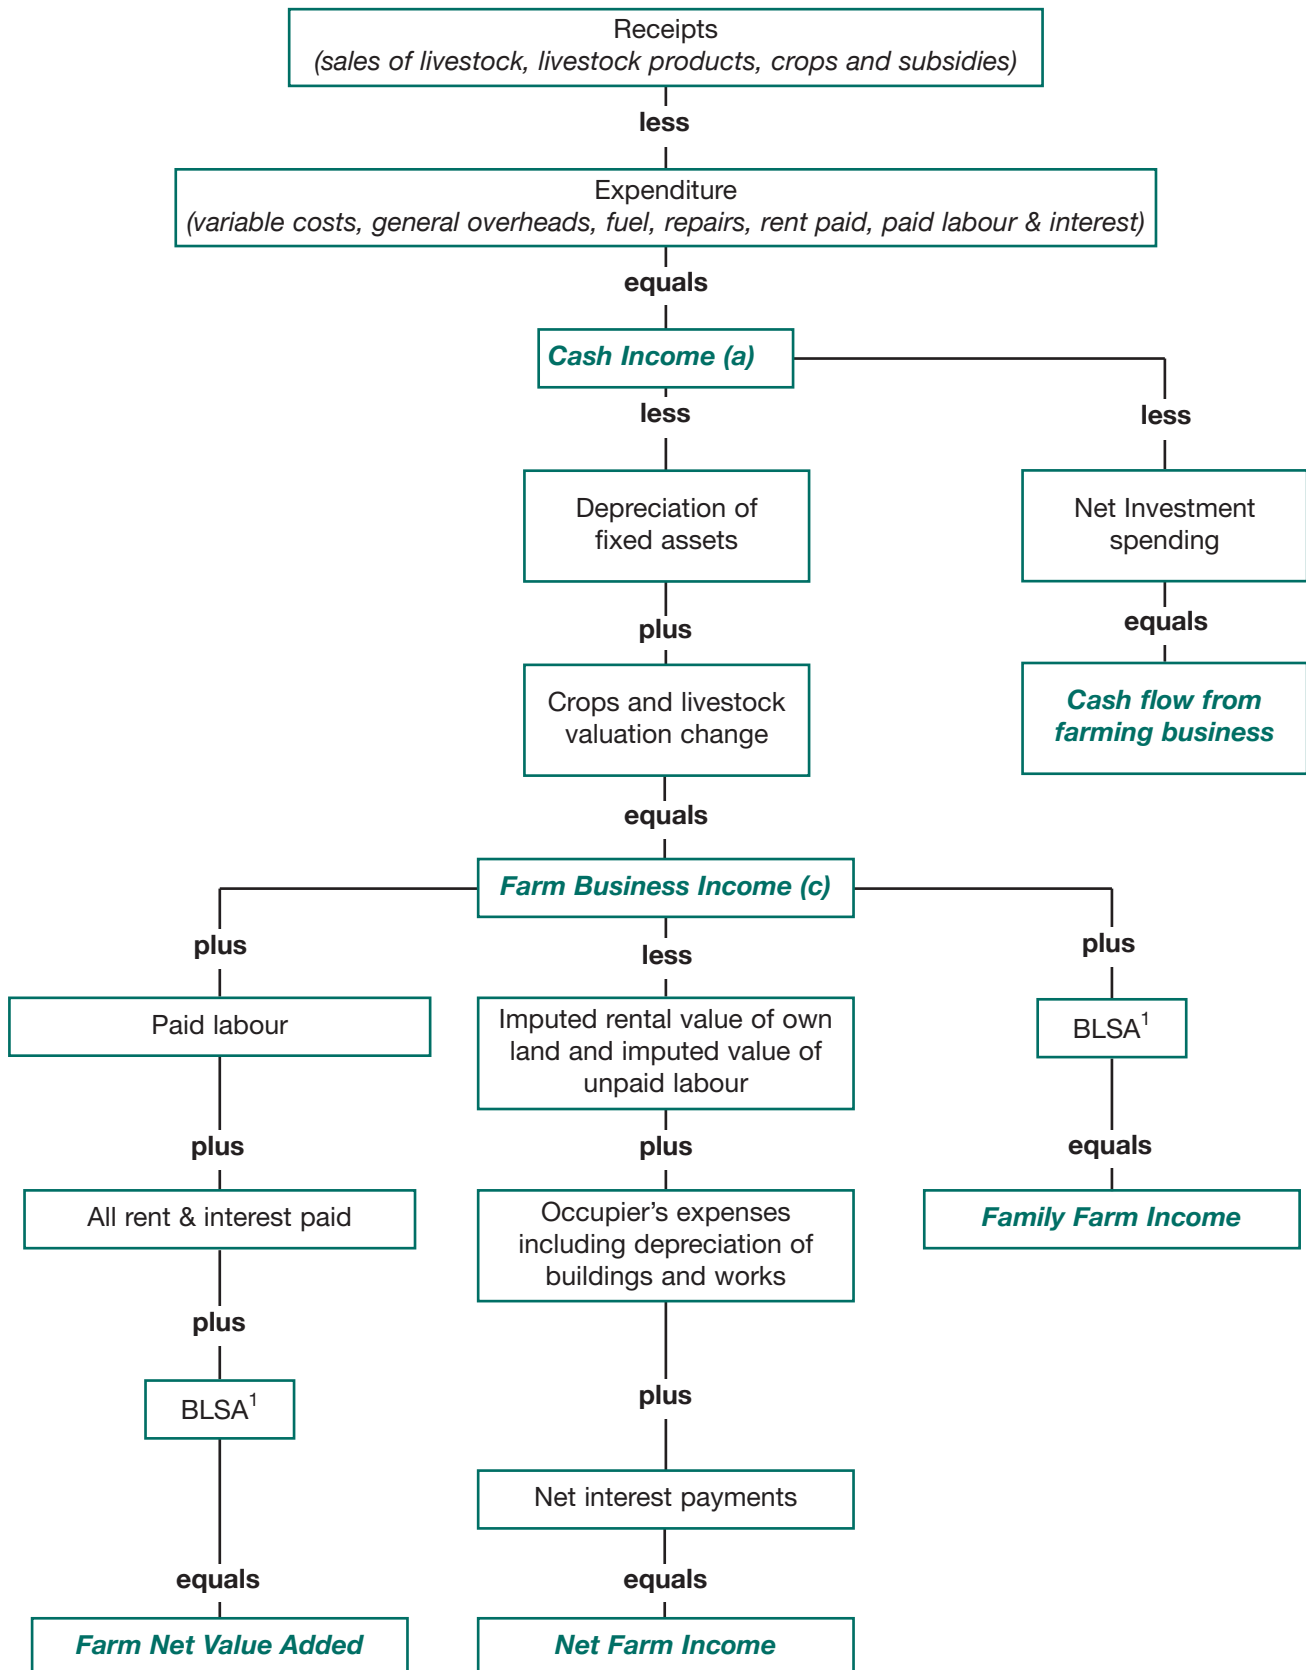 Receipts
(sales of livestock, livestock products, crops and subsidies)
less
Expenditure
(variable costs, general overheads, fuel, repairs, rent paid, paid labour & interest)
equals
Cash Income (a)
less
less
Depreciation of
fixed assets
Net Investment
spending
plus
equals
Crops and livestock
valuation change
Cash flow from
farming business
equals
Farm Business Income (c)
plus
less
plus
Paid labour
Imputed rental value of own
land and imputed value of
unpaid labour
BLSA¹
plus
plus
equals
All rent & interest paid
Occupier’s expenses
including depreciation of
buildings and works
Family Farm Income
plus
BLSA¹
plus
Net interest payments
equals
equals
Farm Net Value Added
Net Farm Income